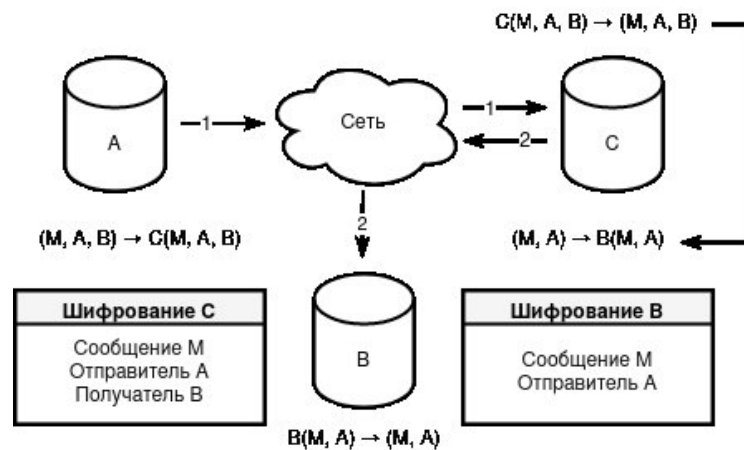 C(M, A, B) → (M, A, B)
A
1
Сеть
1
2
C
(M, A, B) → C(M, A, B)
2
(M, A) → B(M, A)
Шифрование C
Сообщение M
Отправитель A
Получатель B
B
Шифрование B
Сообщение M
Отправитель A
B(M, A) → (M, A)